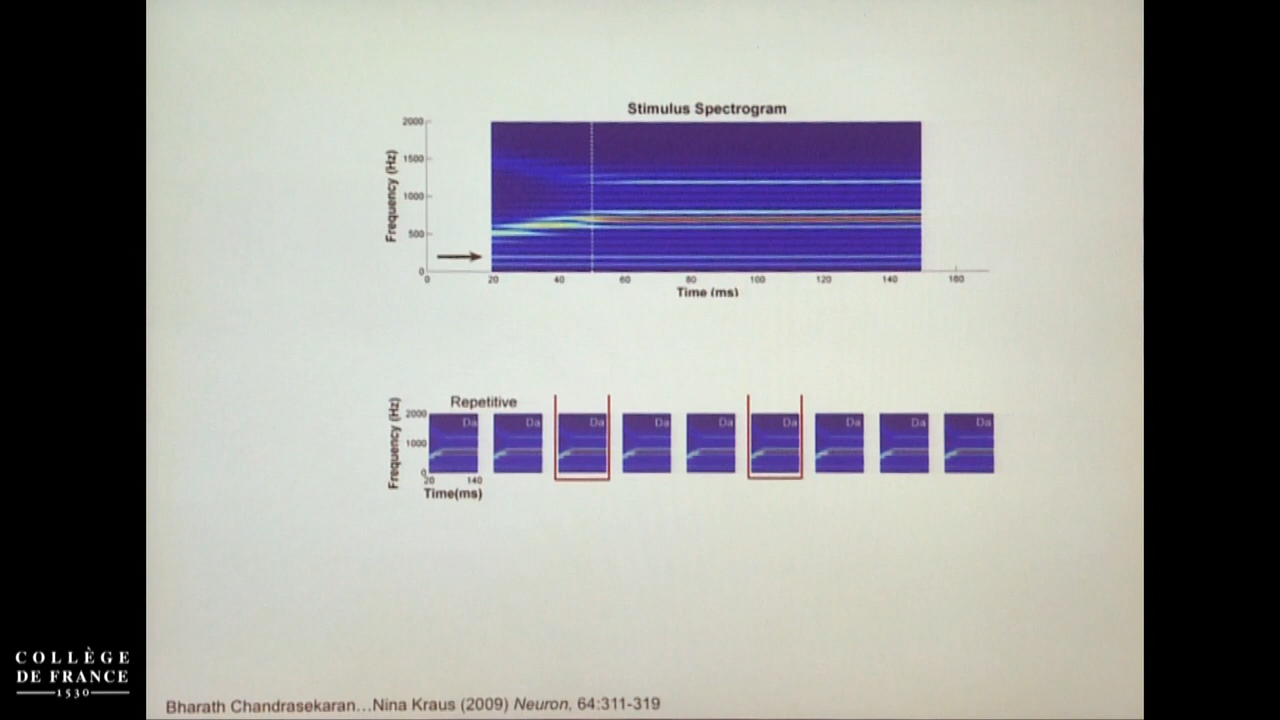 Stimulus Spectrogram
Frequency (Hz)
2000
1500
1000
500
0
0 20 40 60 80 100 120 140 160
Time (ms)
Repetitive
Frequency (Hz)
2000
1000
0
Da Da Da Da Da Da Da Da Da
20 140
Time(ms)
COLLÈGE
DE FRANCE
1530
Bharath Chandrasekaran...Nina Kraus (2009) Neuron, 64:311-319